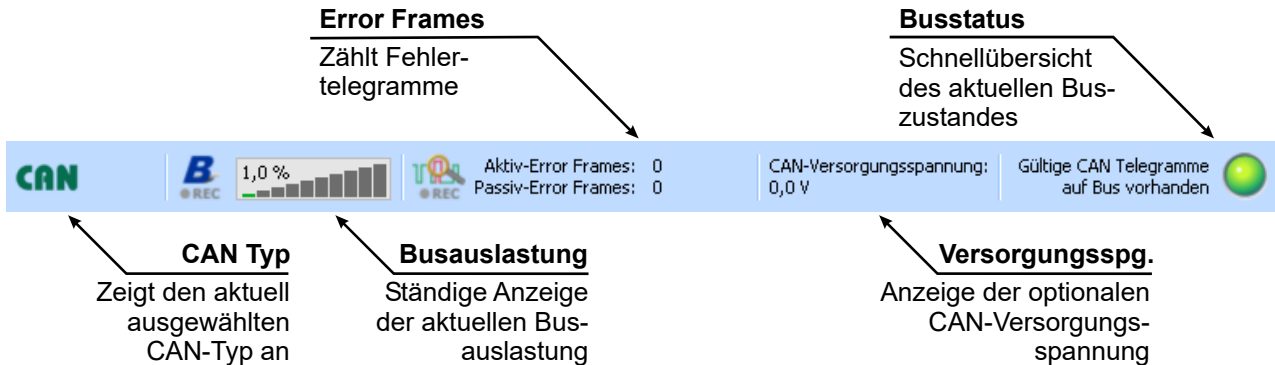 Error Frames
Zählt Fehler-
telegramme
Busstatus
Schnellübersicht
des aktuellen Bus-
zustandes
CAN
B
REC
1,0 %
REC
Aktiv-Error Frames: 0
Passiv-Error Frames: 0
CAN-Versorgungsspannung:
0,0 V
Gültige CAN Telegramme
auf Bus vorhanden
CAN Typ
Zeigt den aktuell
ausgewählten
CAN-Typ an
Busauslastung
Ständige Anzeige
der aktuellen Bus-
auslastung
Versorgungsspg.
Anzeige der optionalen
CAN-Versorgungs-
spannung